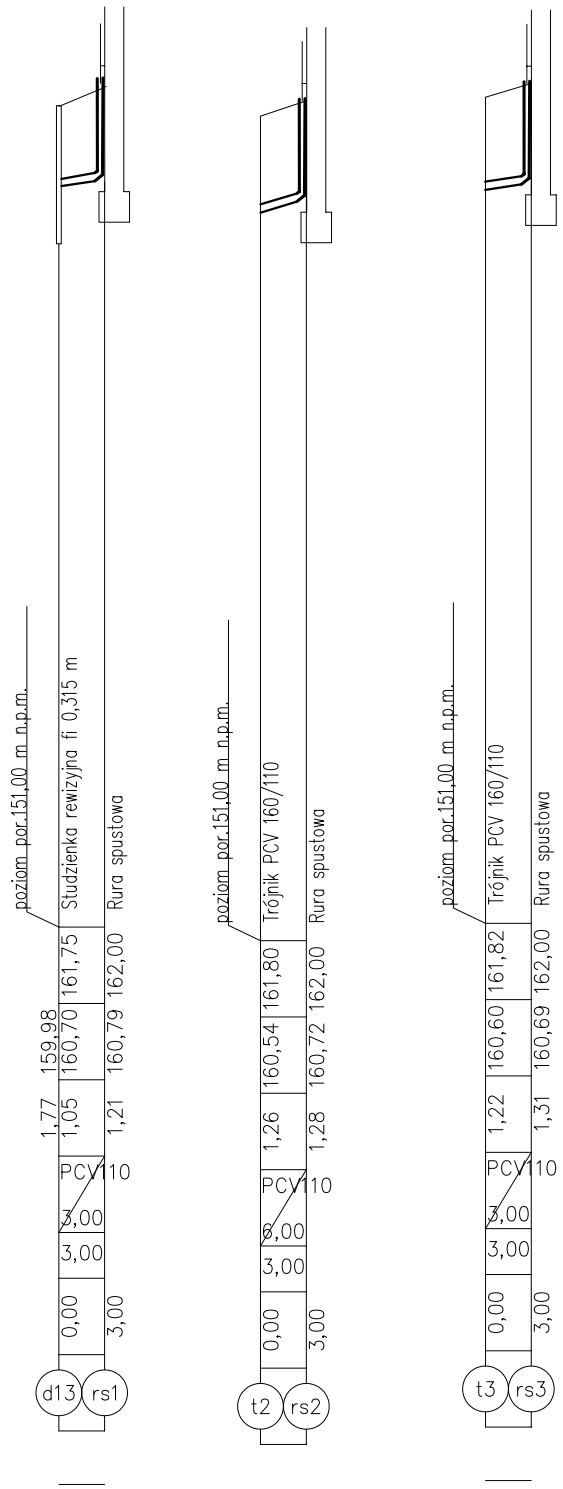 poziom por.151,00 m n.p.m.
Studzienka rewizyjna fi 0,315 m
Rura spustowa
161,75
162,00
159,98
160,70
160,79
1,77
1,05
1,21
PCV110
3,00
3,00
0,00
3,00
d13
rs1
poziom por.151,00 m n.p.m.
Trójnik PCV 160/110
Rura spustowa
161,80
162,00
160,54
160,72
1,26
1,28
PCV110
6,00
3,00
0,00
3,00
t2
rs2
poziom por.151,00 m n.p.m.
Trójnik PCV 160/110
Rura spustowa
161,82
162,00
160,60
160,69
1,22
1,31
PCV110
3,00
3,00
0,00
3,00
t3
rs3